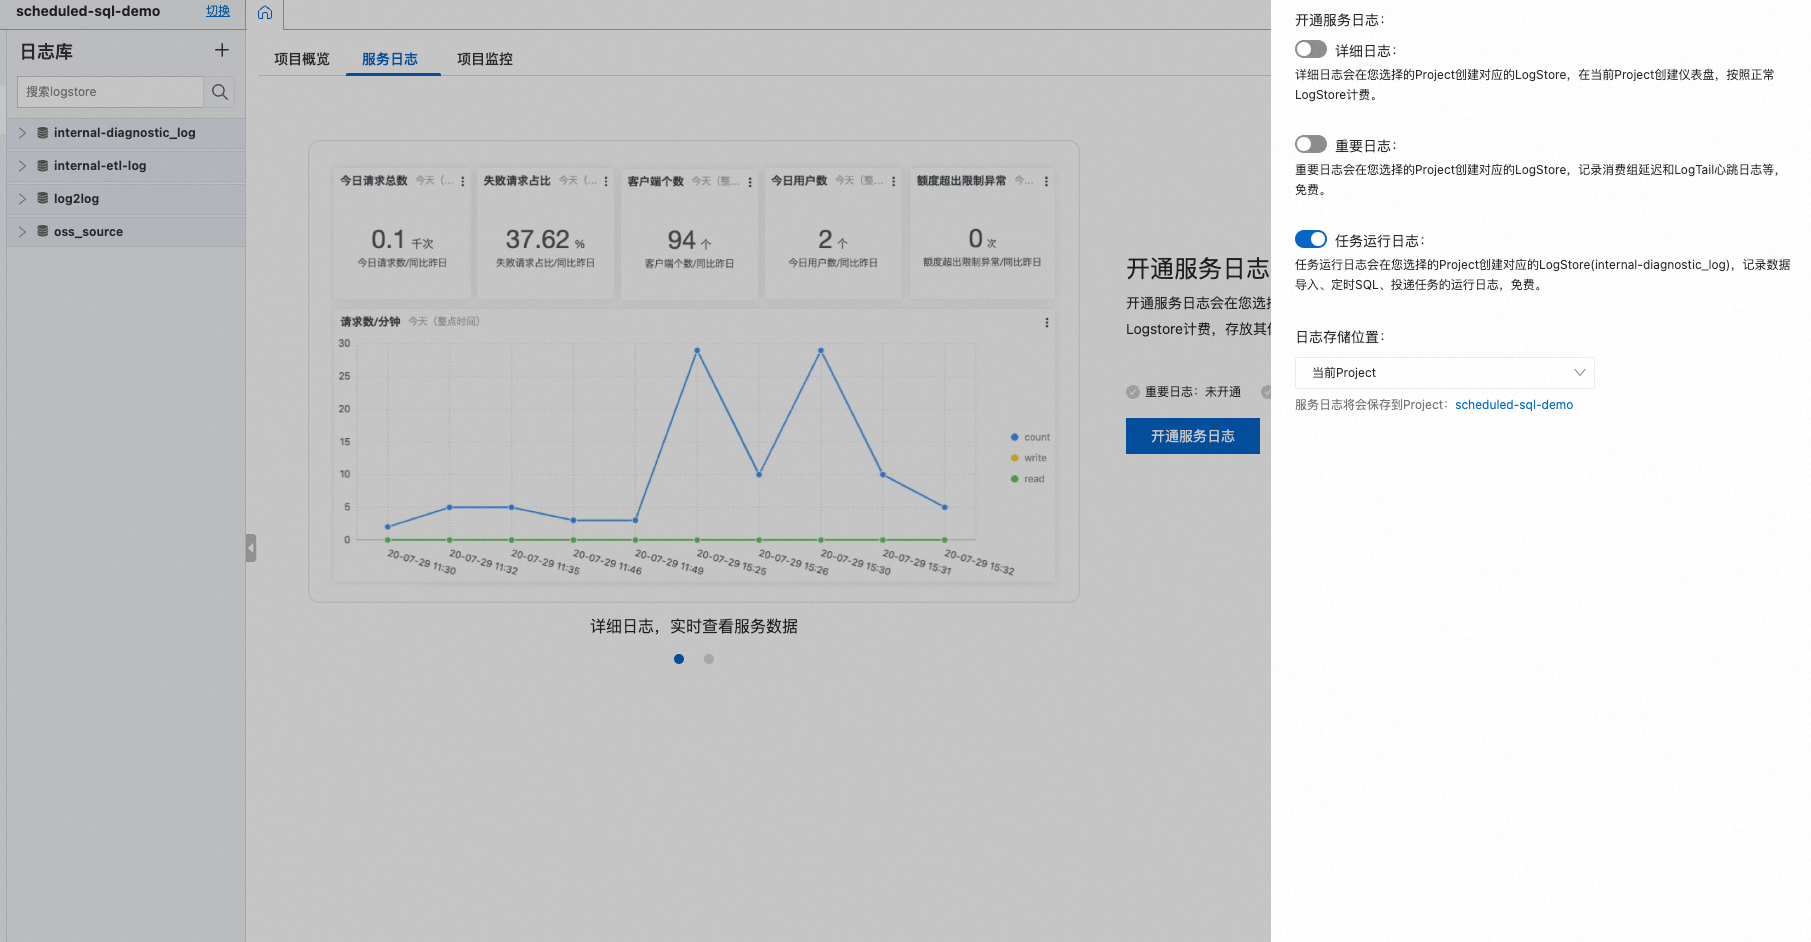 scheduled-sql-demo 切换
日志库
搜索logstore
internal-diagnostic_log
internal-etl-log
log2log
oss_source
项目概览 服务日志 项目监控
今日请求总数 今天（...
0.1 千次
今日请求数/同比昨日
失败请求占比 今天（...
37.62 %
失败请求占比/同比昨日
客户端个数 今天（整...
94 个
客户端个数/同比昨日
今日用户数 今天（整...
2 个
今日用户数/同比昨日
额度超出限制异常 今...
0 次
额度超出限制异常/同比昨日
请求数/分钟 今天（整点时间）
30
25
20
15
10
5
0
20-07-29 11:30
20-07-29 11:32
20-07-29 11:35
20-07-29 11:46
20-07-29 11:49
20-07-29 15:25
20-07-29 15:26
20-07-29 15:30
20-07-29 15:31
20-07-29 15:32
count
write
read
详细日志，实时查看服务数据
开通服务日志
开通服务日志会在您选
Logstore计费，存放其
重要日志：未开通
开通服务日志
开通服务日志：
详细日志：
详细日志会在您选择的Project创建对应的LogStore，在当前Project创建仪表盘，按照正常
LogStore计费。
重要日志：
重要日志会在您选择的Project创建对应的LogStore，记录消费组延迟和LogTail心跳日志等，
免费。
任务运行日志：
任务运行日志会在您选择的Project创建对应的LogStore(internal-diagnostic_log)，记录数据
导入、定时SQL、投递任务的运行日志，免费。
日志存储位置：
当前Project
服务日志将会保存到Project：scheduled-sql-demo